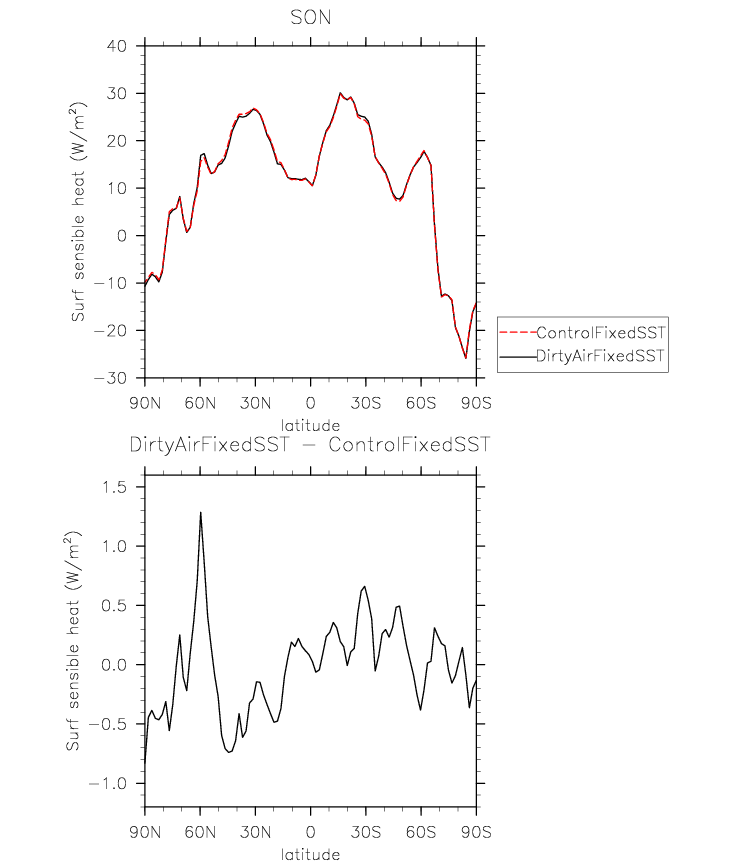 SON
40
30
20
10
0
−10
−20
−30
Surf sensible heat (W/m²)
90N 60N 30N 0 30S 60S 90S
latitude
ControlFixedSST
DirtyAirFixedSST
DirtyAirFixedSST − ControlFixedSST
1.5
1.0
0.5
0.0
−0.5
−1.0
Surf sensible heat (W/m²)
90N 60N 30N 0 30S 60S 90S
latitude